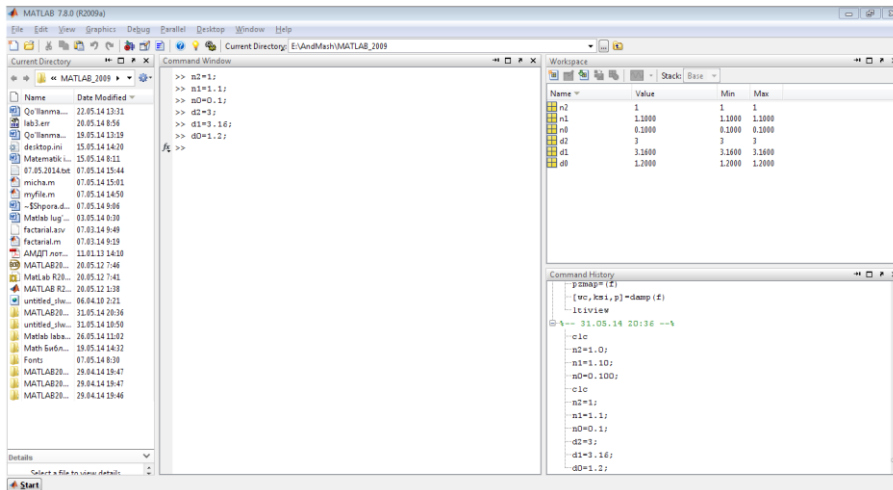 MATLAB 7.8.0 (R2009a)
File Edit View Graphics Debug Parallel Desktop Window Help
Current Directory: E:\AndMash\MATLAB_2009
Current Directory
« MATLAB_2009
Name Date Modified
Qo'llanma... 22.05.14 13:31
lab3.err 20.05.14 8:56
Qo'llanma... 19.05.14 13:19
desktop.ini 15.05.14 14:20
Matematik i... 15.05.14 8:11
07.05.2014.txt 07.05.14 15:44
micha.m 07.05.14 15:01
myfile.m 07.05.14 14:50
~$Shpora.d... 07.05.14 9:06
Matlab lug'... 03.05.14 0:30
factarial.asv 07.03.14 9:49
factarial.m 07.03.14 9:19
АМДП лот... 11.01.13 14:10
MATLAB20... 20.05.12 7:46
MatLab R20... 20.05.12 7:41
MATLAB R2... 20.05.12 1:38
untitled_slw... 06.04.10 2:21
MATLAB20... 31.05.14 20:36
untitled_slw... 31.05.14 10:50
Matlab laba... 26.05.14 11:02
Math Библ... 19.05.14 14:32
Fonts 07.05.14 8:30
MATLAB20... 29.04.14 19:47
MATLAB20... 29.04.14 19:47
MATLAB20... 29.04.14 19:46
Details
Select a file to view details
Start
Command Window
>> n2=1;
>> n1=1.1;
>> n0=0.1;
>> d2=3;
>> d1=3.16;
>> d0=1.2;
fx >>
Workspace
Stack: Base
Name Value Min Max
n2 1 1 1
n1 1.1000 1.1000 1.1000
n0 0.1000 0.1000 0.1000
d2 3 3 3
d1 3.1600 3.1600 3.1600
d0 1.2000 1.2000 1.2000
Command History
pzmap=(f)
[wc,ksi,p]=damp(f)
ltiview
%-- 31.05.14 20:36 --%
clc
n2=1.0;
n1=1.10;
n0=0.100;
clc
n2=1;
n1=1.1;
n0=0.1;
d2=3;
d1=3.16;
d0=1.2;